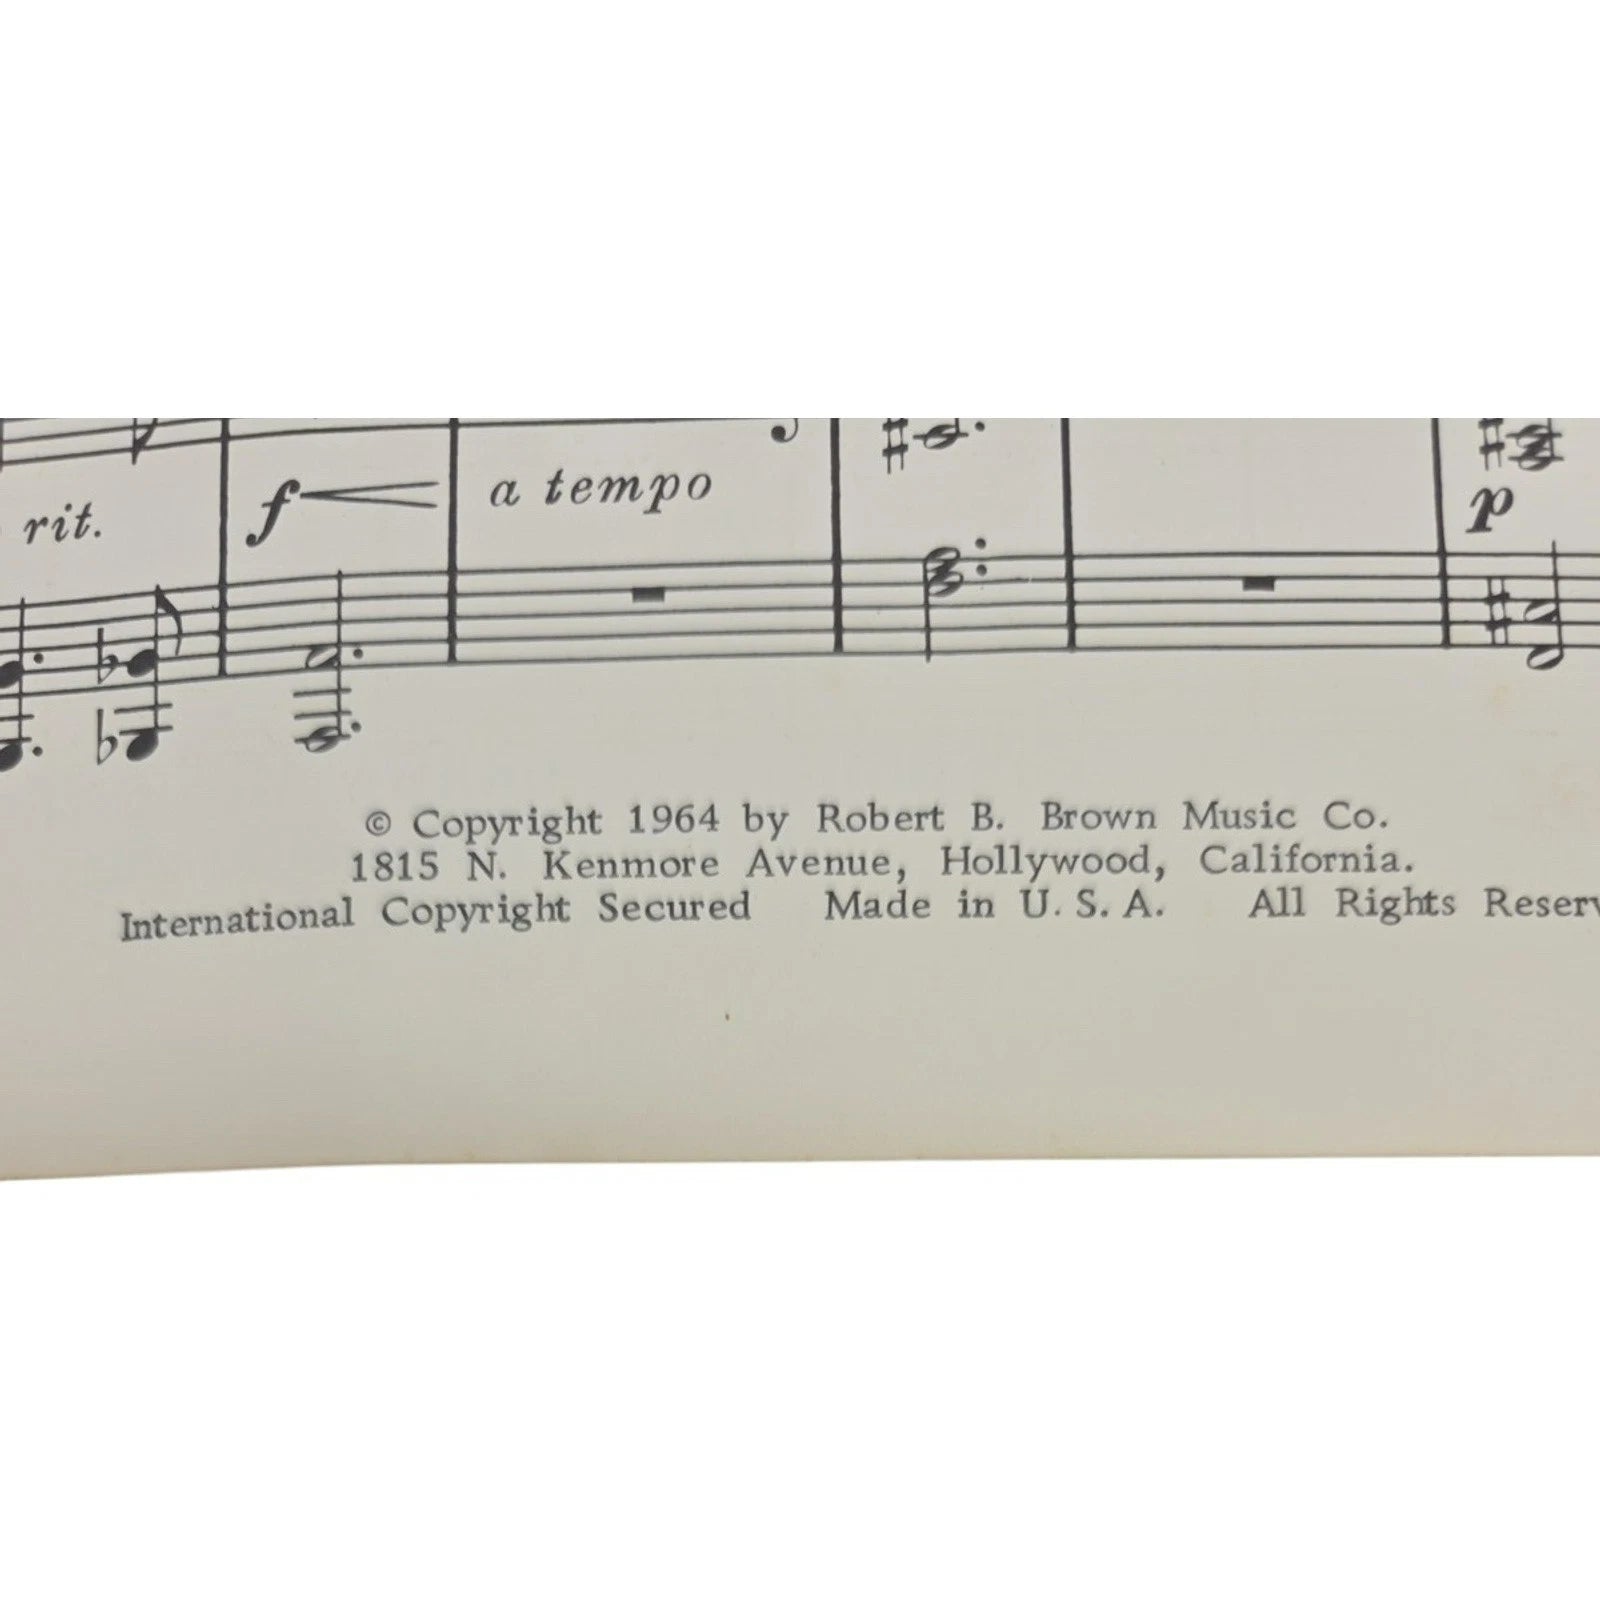 rit. f a tempo p
© Copyright 1964 by Robert B. Brown Music Co.
1815 N. Kenmore Avenue, Hollywood, California.
International Copyright Secured Made in U. S. A. All Rights Reserv